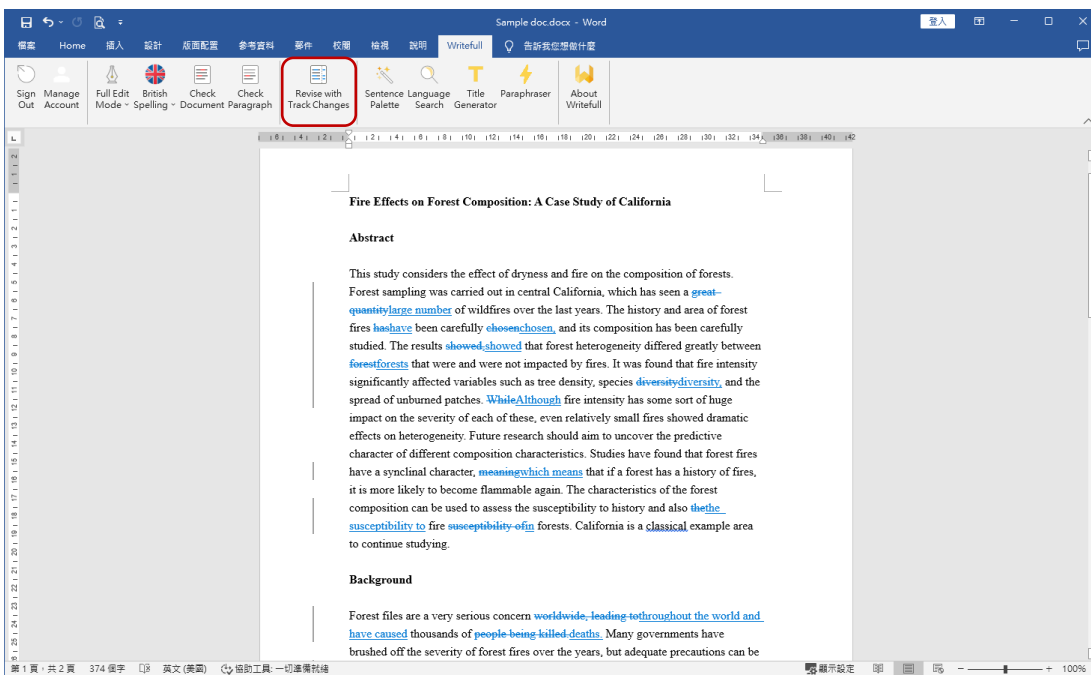 Sample doc.docx - Word
登入
檔案 Home 插入 設計 版面配置 參考資料 郵件 校閱 檢視 說明 Writefull 告訴我您想做什麼
Sign Out
Manage Account
Full Edit Mode
British Spelling
Check Document
Check Paragraph
Revise with Track Changes
Sentence Palette
Language Search
Title Generator
Paraphraser
About Writefull
Fire Effects on Forest Composition: A Case Study of California
Abstract
This study considers the effect of dryness and fire on the composition of forests.
Forest sampling was carried out in central California, which has seen a great
quantitylarge number of wildfires over the last years. The history and area of forest
fires hashave been carefully chosenchosen, and its composition has been carefully
studied. The results showed,showed that forest heterogeneity differed greatly between
forestforests that were and were not impacted by fires. It was found that fire intensity
significantly affected variables such as tree density, species diversitydiversity, and the
spread of unburned patches. WhileAlthough fire intensity has some sort of huge
impact on the severity of each of these, even relatively small fires showed dramatic
effects on heterogeneity. Future research should aim to uncover the predictive
character of different composition characteristics. Studies have found that forest fires
have a synclinal character, meaningwhich means that if a forest has a history of fires,
it is more likely to become flammable again. The characteristics of the forest
composition can be used to assess the susceptibility to history and also thethe
susceptibility to fire susceptibility ofin forests. California is a classical example area
to continue studying.
Background
Forest files are a very serious concern worldwide, leading tothroughout the world and
have caused thousands of people being killed.deaths. Many governments have
brushed off the severity of forest fires over the years, but adequate precautions can be
第 1 頁，共 2 頁 374 個字 英文 (美國) 協助工具: 一切準備就緒 顯示設定 100%